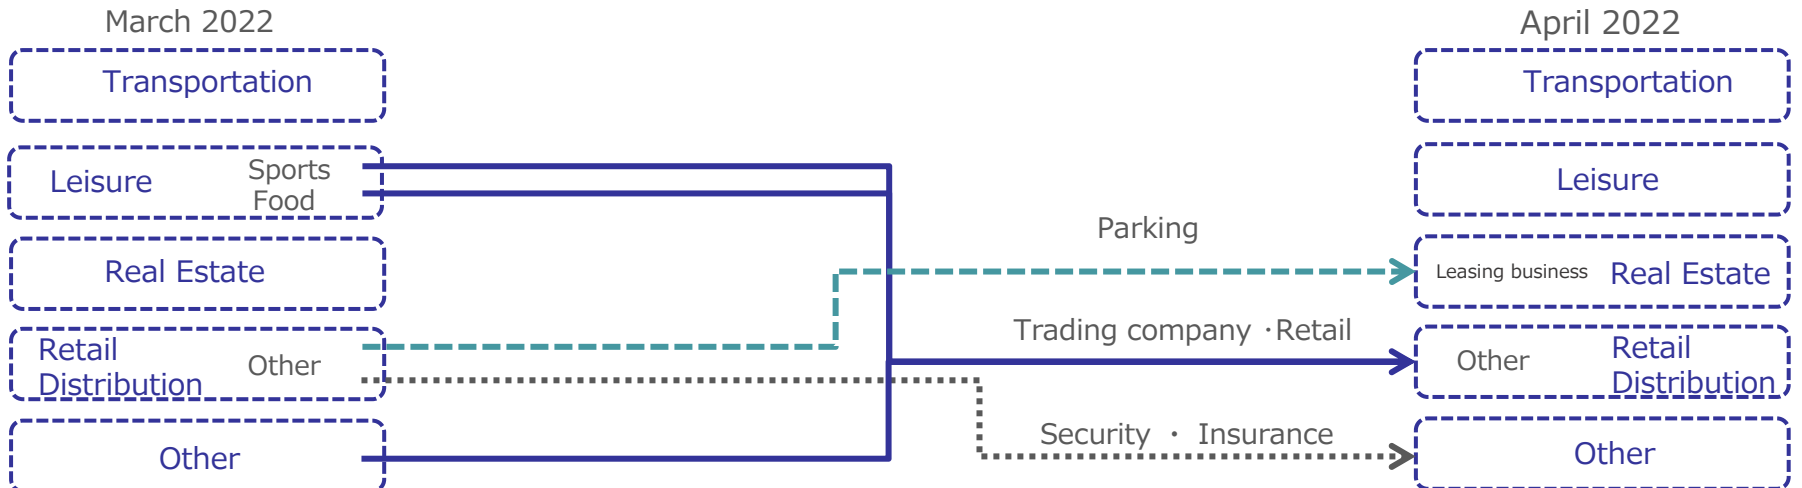 March 2022
April 2022
Transportation
Transportation
Leisure
Sports
Food
Leisure
Parking
Real Estate
Leasing business
Real Estate
Trading company ・Retail
Retail
Distribution
Other
Other
Retail
Distribution
Security ・ Insurance
Other
Other